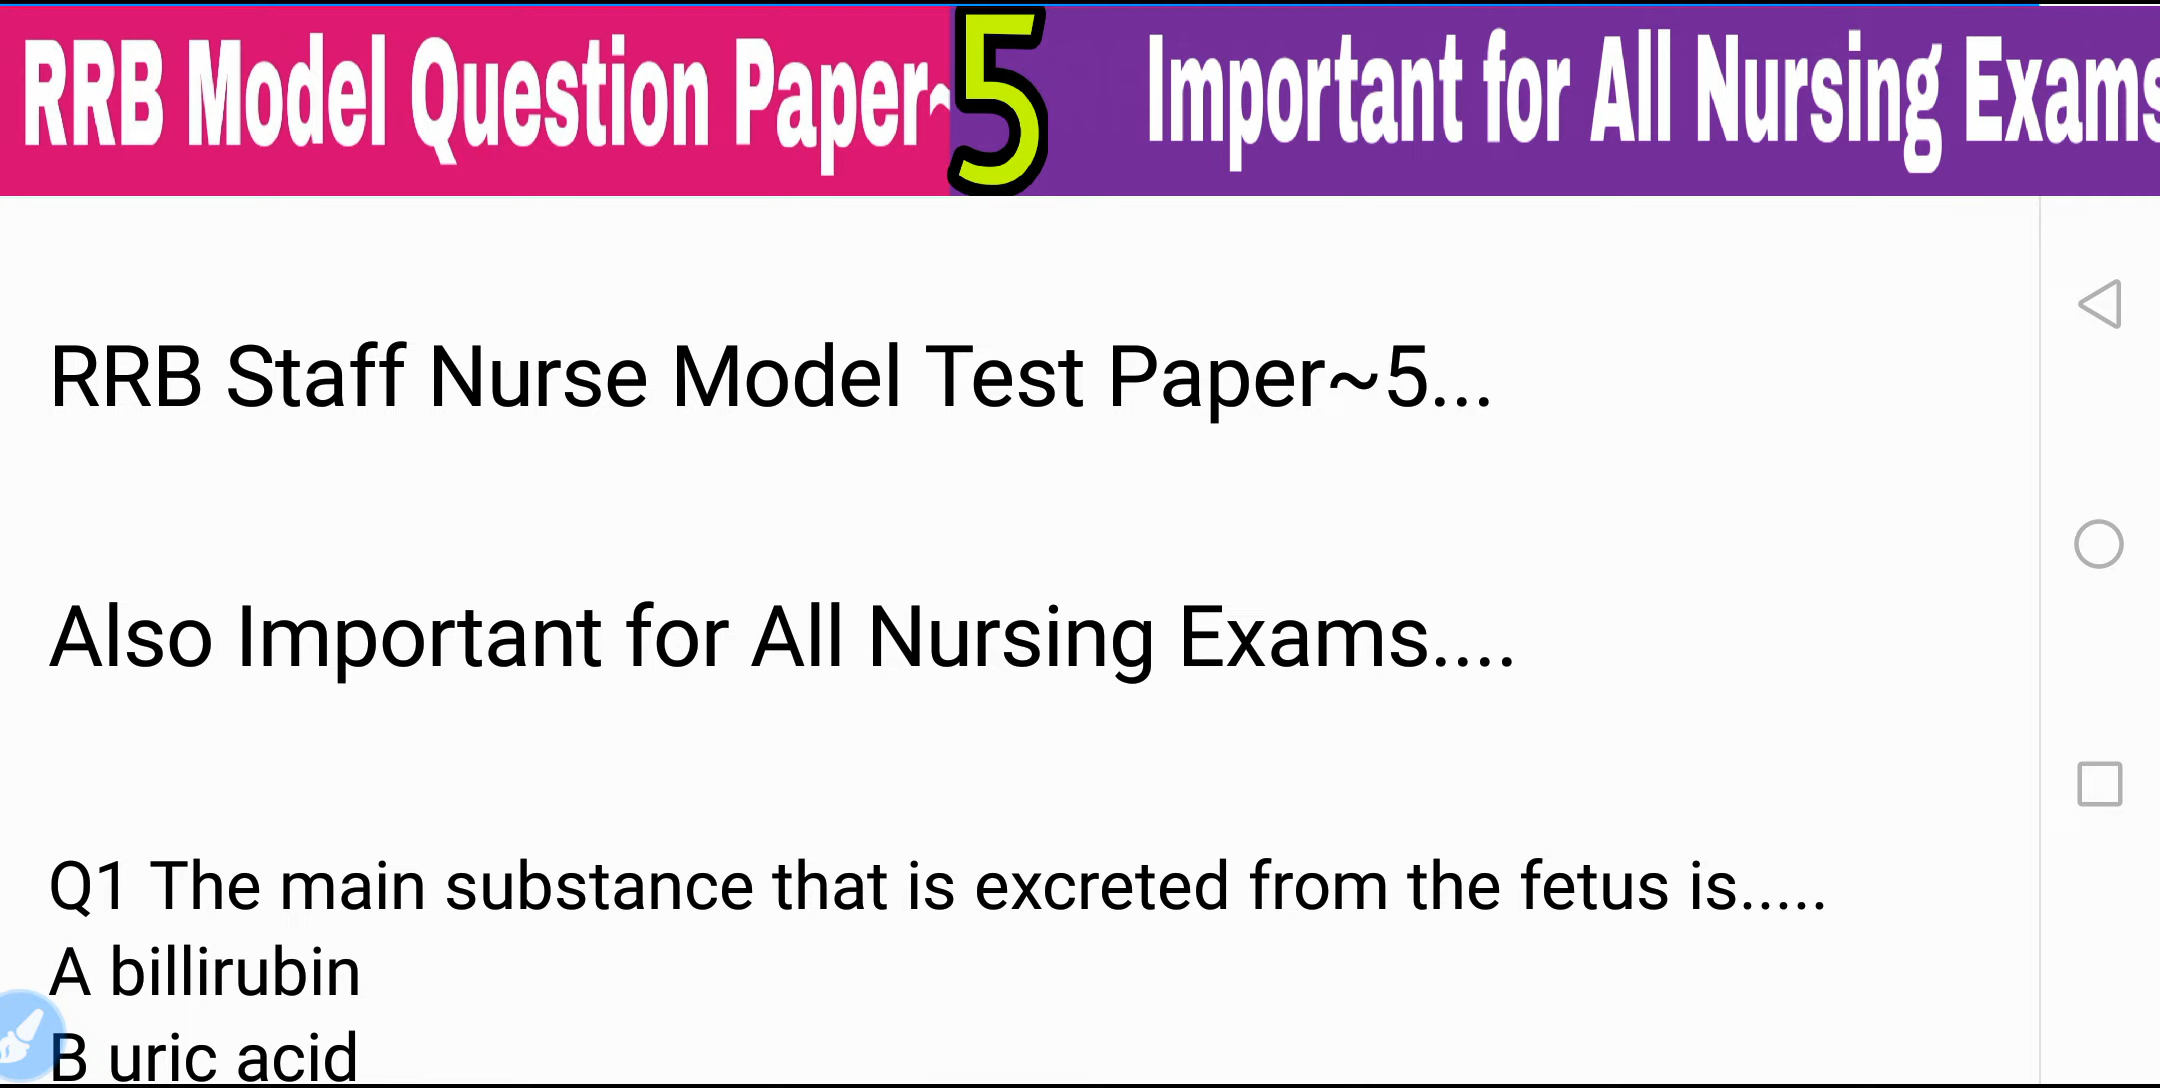 RRB Model Question Paper~5 Important for All Nursing Exams
RRB Staff Nurse Model Test Paper~5...
Also Important for All Nursing Exams....
Q1 The main substance that is excreted from the fetus is.....
A billirubin
B uric acid